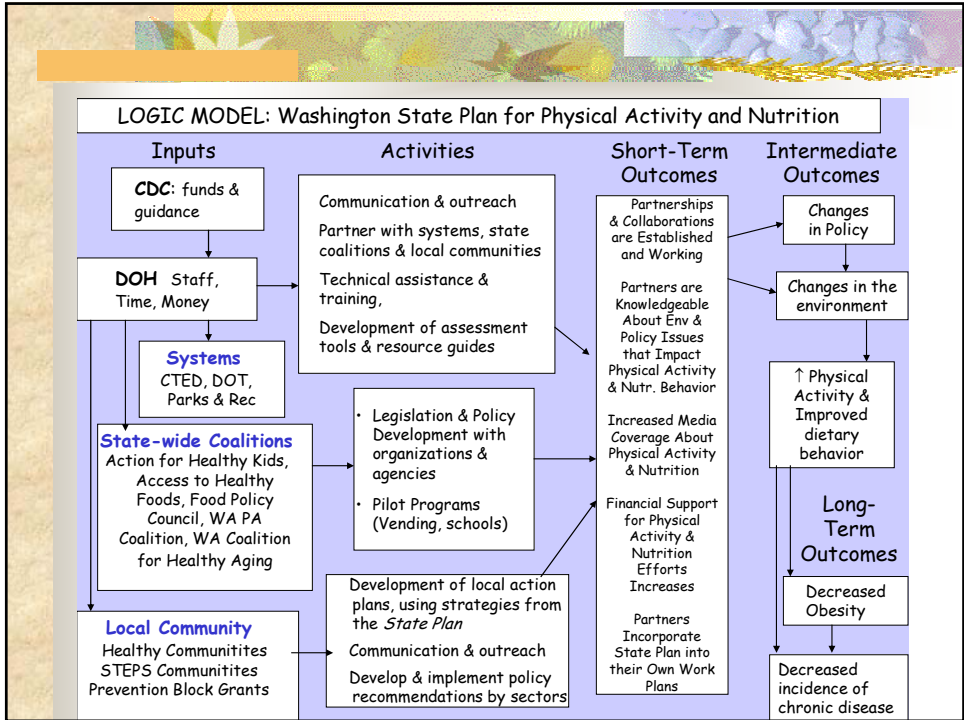 LOGIC MODEL: Washington State Plan for Physical Activity and Nutrition
Inputs
CDC: funds &
guidance
DOH Staff,
Time, Money
Systems
CTED, DOT,
Parks & Rec
State-wide Coalitions
Action for Healthy Kids,
Access to Healthy
Foods, Food Policy
Council, WA PA
Coalition, WA Coalition
for Healthy Aging
Local Community
Healthy Communitites
STEPS Communitites
Prevention Block Grants
Activities
Communication & outreach
Partner with systems, state
coalitions & local communities
Technical assistance &
training,
Development of assessment
tools & resource guides
• Legislation & Policy
Development with
organizations &
agencies
• Pilot Programs
(Vending, schools)
Development of local action
plans, using strategies from
the State Plan
Communication & outreach
Develop & implement policy
recommendations by sectors
Short-Term
Outcomes
Partnerships
& Collaborations
are Established
and Working
Partners are
Knowledgeable
About Env &
Policy Issues
that Impact
Physical Activity
& Nutr. Behavior
Increased Media
Coverage About
Physical Activity
& Nutrition
Financial Support
for Physical
Activity &
Nutrition
Efforts
Increases
Partners
Incorporate
State Plan into
their Own Work
Plans
Intermediate
Outcomes
Changes
in Policy
Changes in the
environment
↑ Physical
Activity &
Improved
dietary
behavior
Long-
Term
Outcomes
Decreased
Obesity
Decreased
incidence of
chronic disease